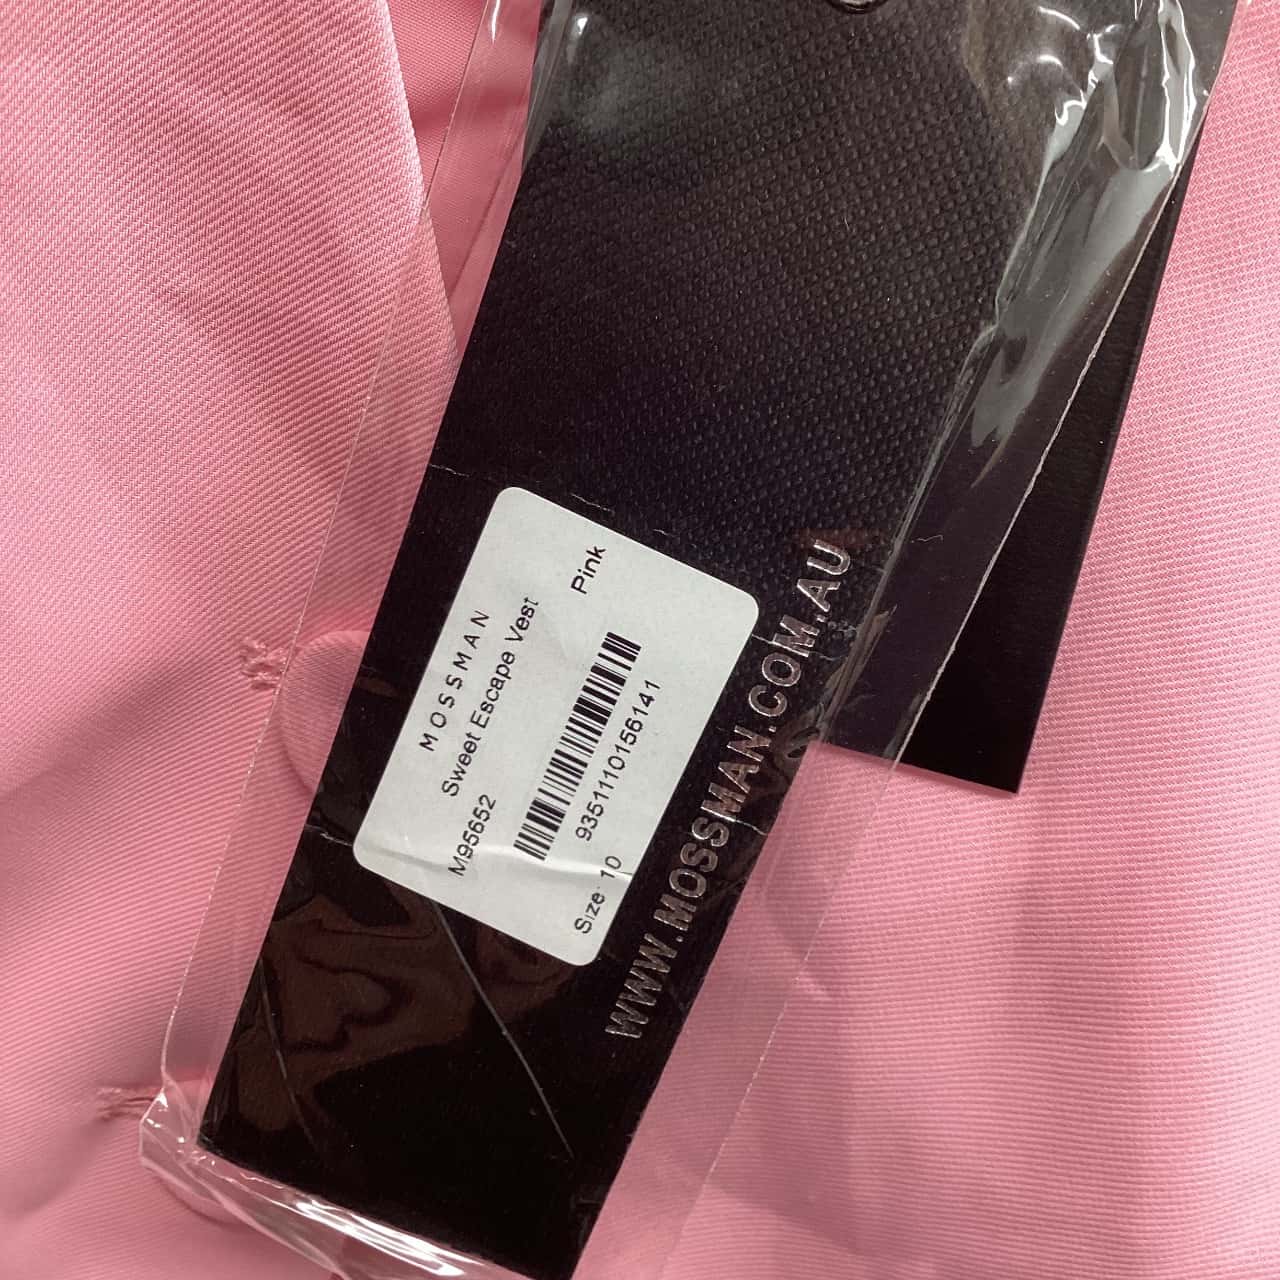 MOSSMAN
Sweet Escape Vest
M95652
Pink
9351110156141
Size: 10
WWW.MOSSMAN.COM.AU